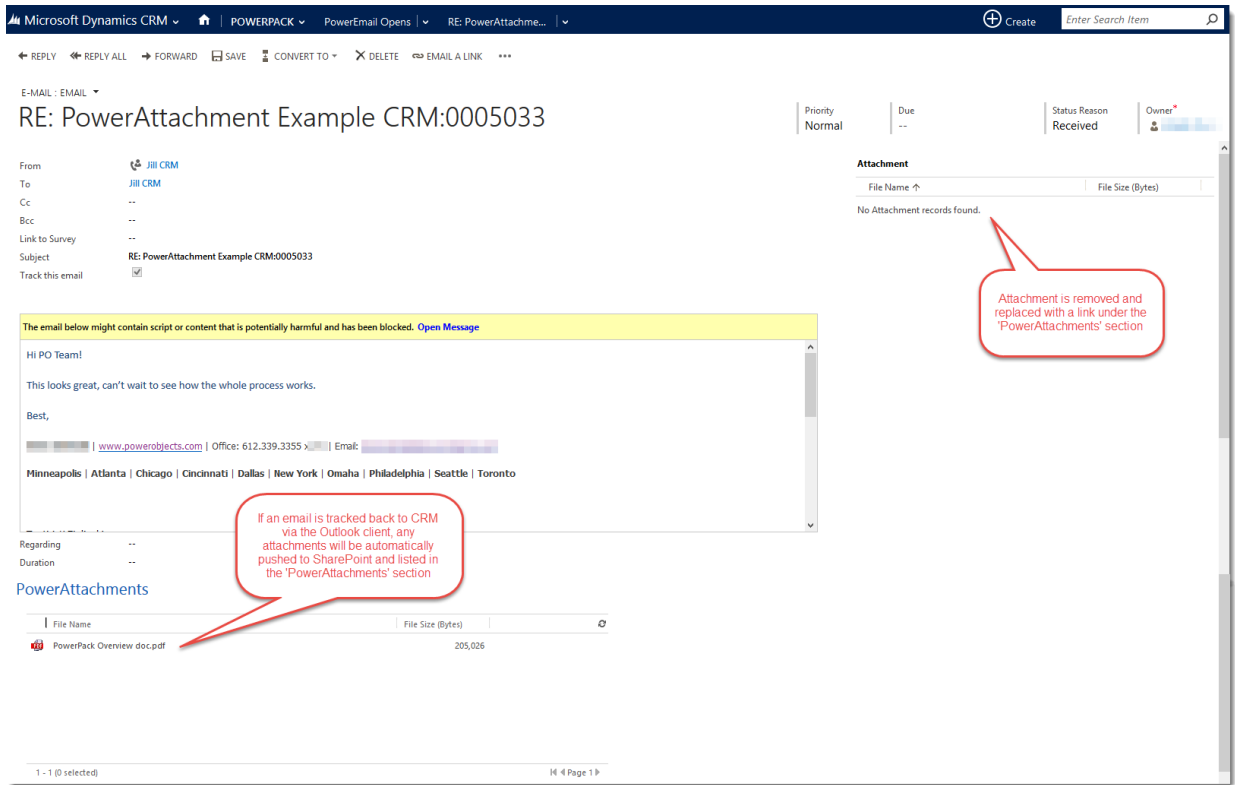 Microsoft Dynamics CRM POWERPACK PowerEmail Opens RE: PowerAttachme... Create Enter Search Item
REPLY REPLY ALL FORWARD SAVE CONVERT TO DELETE EMAIL A LINK •••
E-MAIL : EMAIL
RE: PowerAttachment Example CRM:0005033
Priority Due Status Reason Owner*
Normal -- Received
From Jill CRM
To Jill CRM
Cc --
Bcc --
Link to Survey --
Subject RE: PowerAttachment Example CRM:0005033
Track this email
Attachment
File Name File Size (Bytes)
No Attachment records found.
Attachment is removed and
replaced with a link under the
'PowerAttachments' section
The email below might contain script or content that is potentially harmful and has been blocked. Open Message
Hi PO Team!
This looks great, can't wait to see how the whole process works.
Best,
| www.powerobjects.com | Office: 612.339.3355 x | Email:
Minneapolis | Atlanta | Chicago | Cincinnati | Dallas | New York | Omaha | Philadelphia | Seattle | Toronto
If an email is tracked back to CRM
via the Outlook client, any
attachments will be automatically
pushed to SharePoint and listed in
the 'PowerAttachments' section
Regarding --
Duration --
PowerAttachments
File Name File Size (Bytes)
PowerPack Overview doc.pdf 205,026
1 - 1 (0 selected) Page 1